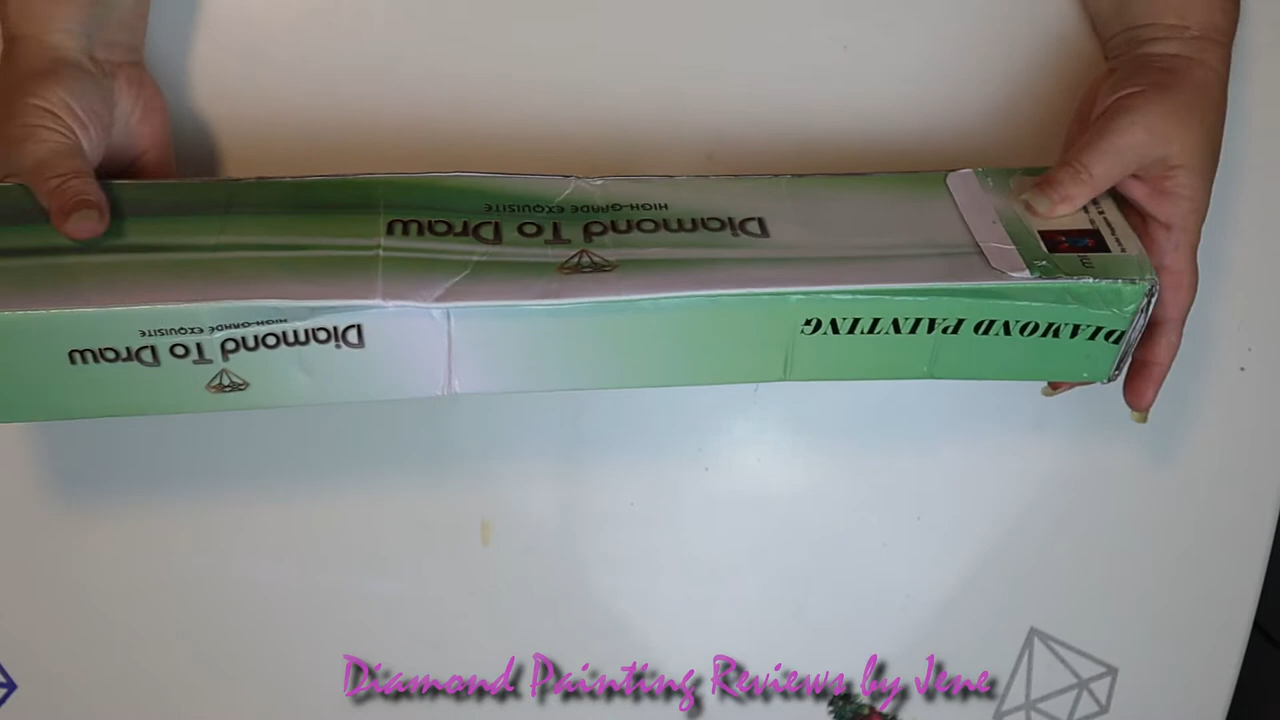 Diamond To Draw
HIGH-GRADE EXQUISITE
Diamond To Draw
HIGH-GRADE EXQUISITE
DIAMOND PAINTING
Diamond Painting Reviews by Jene